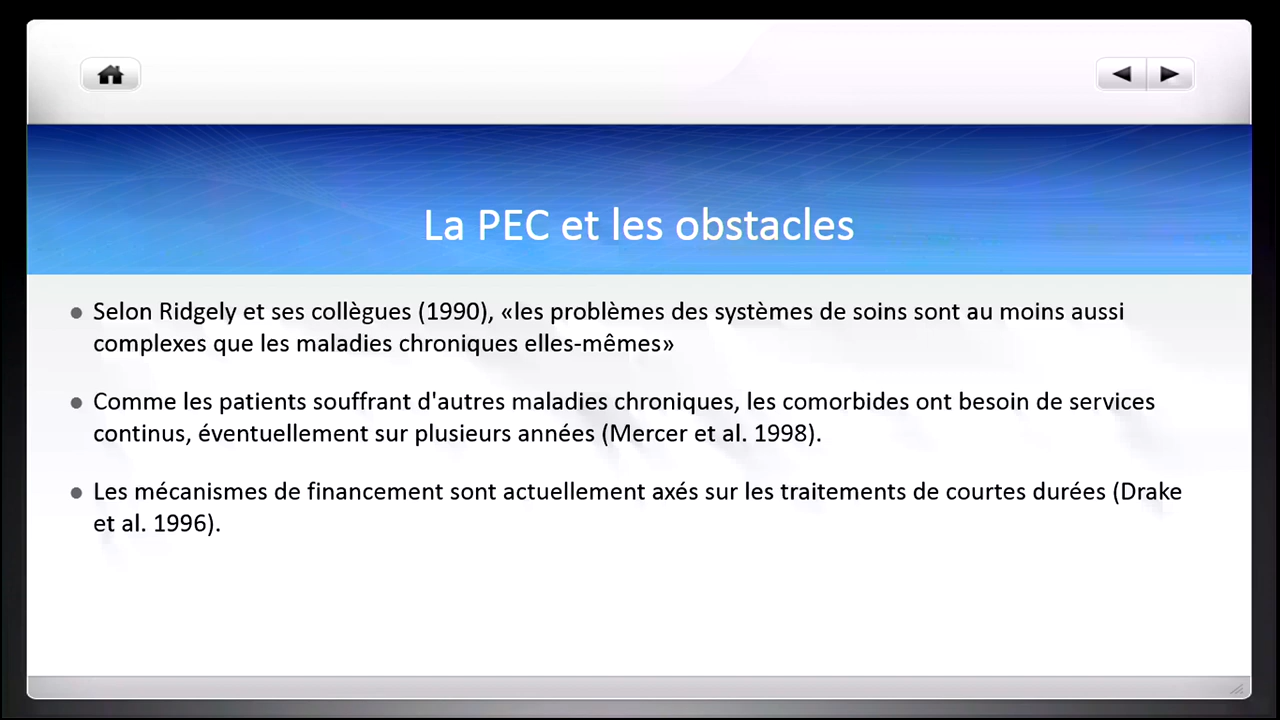 La PEC et les obstacles
● Selon Ridgely et ses collègues (1990), «les problèmes des systèmes de soins sont au moins aussi
complexes que les maladies chroniques elles-mêmes»
● Comme les patients souffrant d'autres maladies chroniques, les comorbides ont besoin de services
continus, éventuellement sur plusieurs années (Mercer et al. 1998).
● Les mécanismes de financement sont actuellement axés sur les traitements de courtes durées (Drake
et al. 1996).